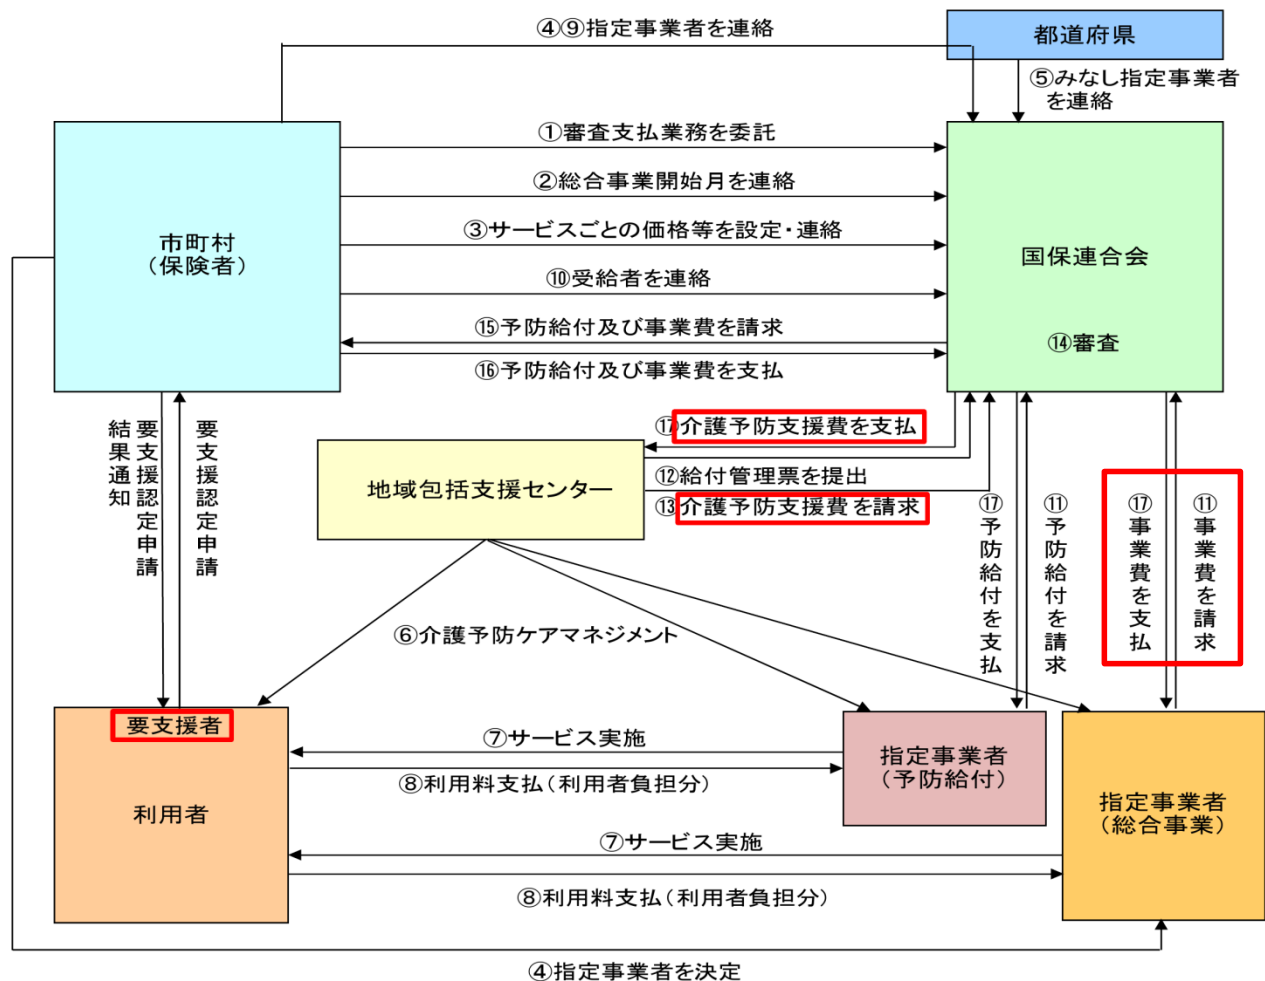 ④⑨指定事業者を連絡
都道府県
⑤みなし指定事業者
を連絡
①審査支払業務を委託
②総合事業開始月を連絡
③サービスごとの価格等を設定・連絡
市町村
（保険者）
国保連合会
⑩受給者を連絡
⑮予防給付及び事業費を請求
⑭審査
⑯予防給付及び事業費を支払
要支援認定申請
結果通知
要支援認定申請
⑰介護予防支援費を支払
地域包括支援センター
⑫給付管理票を提出
⑬介護予防支援費を請求
⑰予防給付を支払
⑪予防給付を請求
⑰事業費を支払
⑪事業費を請求
⑥介護予防ケアマネジメント
要支援者
利用者
⑦サービス実施
⑧利用料支払（利用者負担分）
指定事業者
（予防給付）
指定事業者
（総合事業）
⑦サービス実施
⑧利用料支払（利用者負担分）
④指定事業者を決定